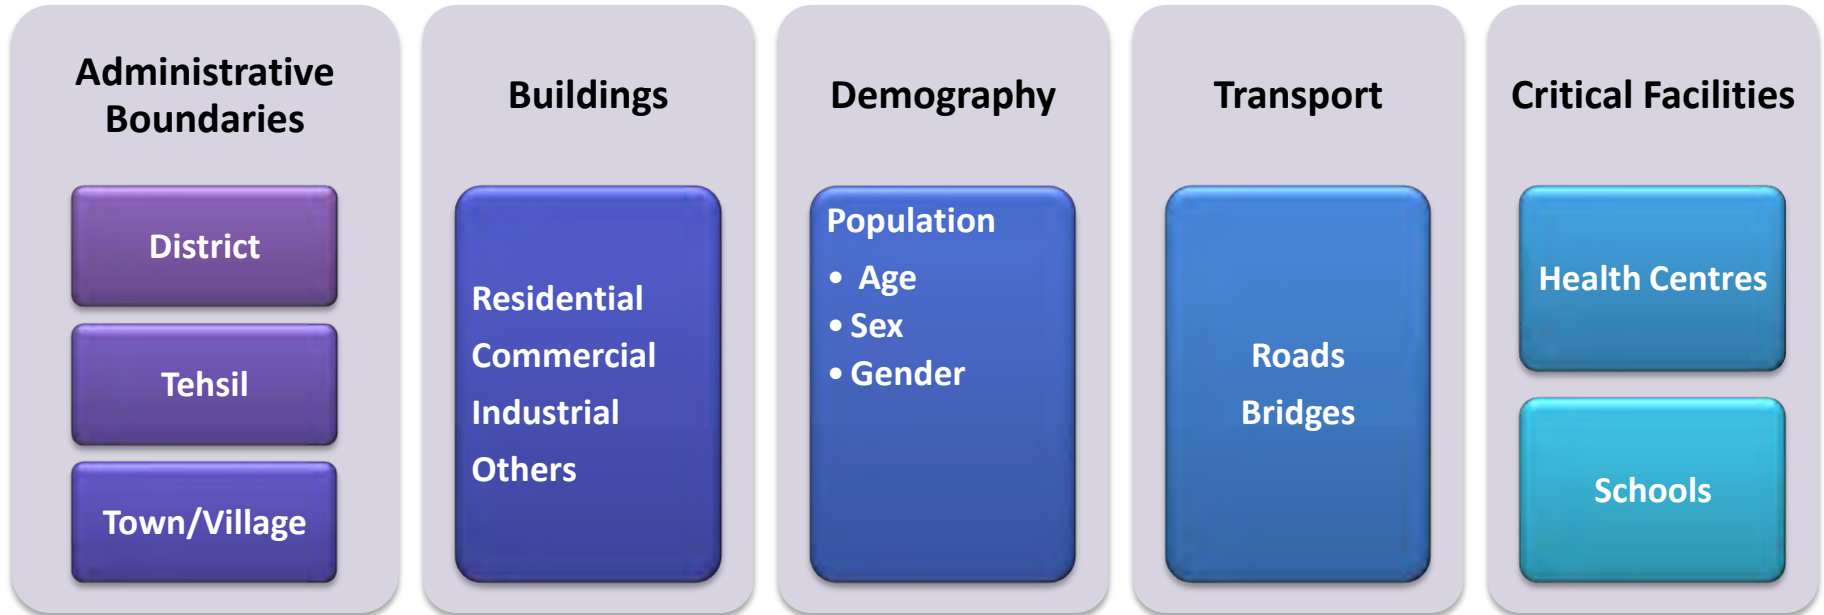 Administrative
Boundaries
District
Tehsil
Town/Village
Buildings
Residential
Commercial
Industrial
Others
Demography
Population
• Age
• Sex
• Gender
Transport
Roads
Bridges
Critical Facilities
Health Centres
Schools